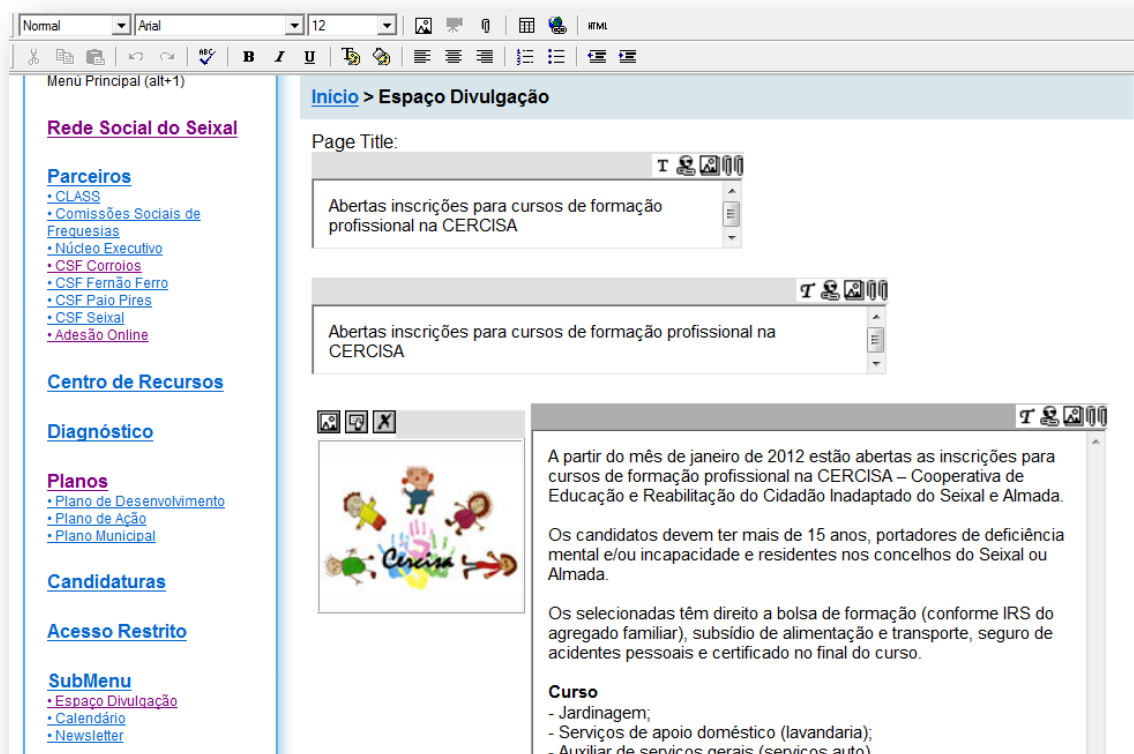 Normal
Arial
12
HTML
ABC
B I U
Menú Principal (alt+1)
Rede Social do Seixal
Parceiros
• CLASS
• Comissões Sociais de
Freguesias
• Núcleo Executivo
• CSF Corroios
• CSF Fernão Ferro
• CSF Paio Pires
• CSF Seixal
• Adesão Online
Centro de Recursos
Diagnóstico
Planos
• Plano de Desenvolvimento
• Plano de Ação
• Plano Municipal
Candidaturas
Acesso Restrito
SubMenu
• Espaço Divulgação
• Calendário
• Newsletter
Início > Espaço Divulgação
Page Title:
T
Abertas inscrições para cursos de formação
profissional na CERCISA
T
Abertas inscrições para cursos de formação profissional na
CERCISA
X
Cercisa
T
A partir do mês de janeiro de 2012 estão abertas as inscrições para
cursos de formação profissional na CERCISA – Cooperativa de
Educação e Reabilitação do Cidadão Inadaptado do Seixal e Almada.
Os candidatos devem ter mais de 15 anos, portadores de deficiência
mental e/ou incapacidade e residentes nos concelhos do Seixal ou
Almada.
Os selecionadas têm direito a bolsa de formação (conforme IRS do
agregado familiar), subsídio de alimentação e transporte, seguro de
acidentes pessoais e certificado no final do curso.
Curso
- Jardinagem;
- Serviços de apoio doméstico (lavandaria);
- Auxiliar de serviços gerais (serviços auto)